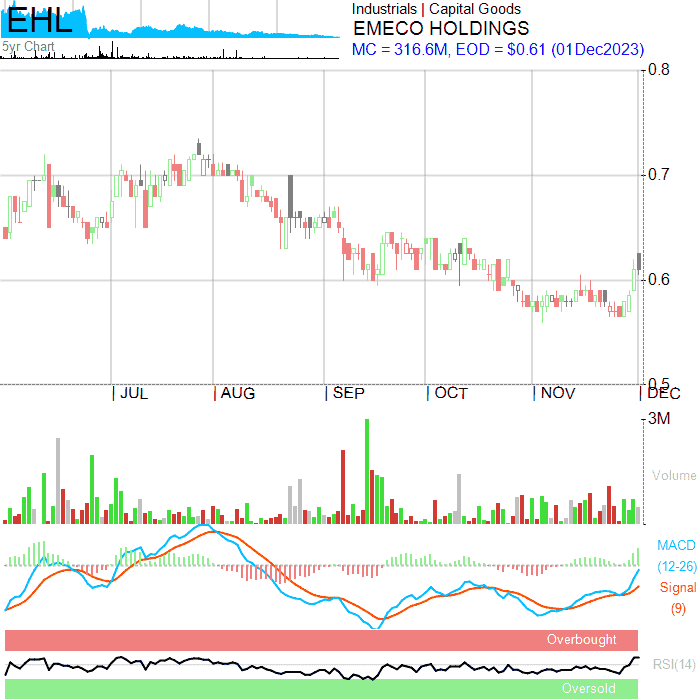 EHL
5yr Chart
Industrials | Capital Goods
EMECO HOLDINGS
MC = 316.6M, EOD = $0.61 (01Dec2023)
0.8
0.7
0.6
0.5
| JUL | AUG | SEP | OCT | NOV | DEC
3M
Volume
MACD
(12-26)
Signal
(9)
Overbought
RSI(14)
Oversold